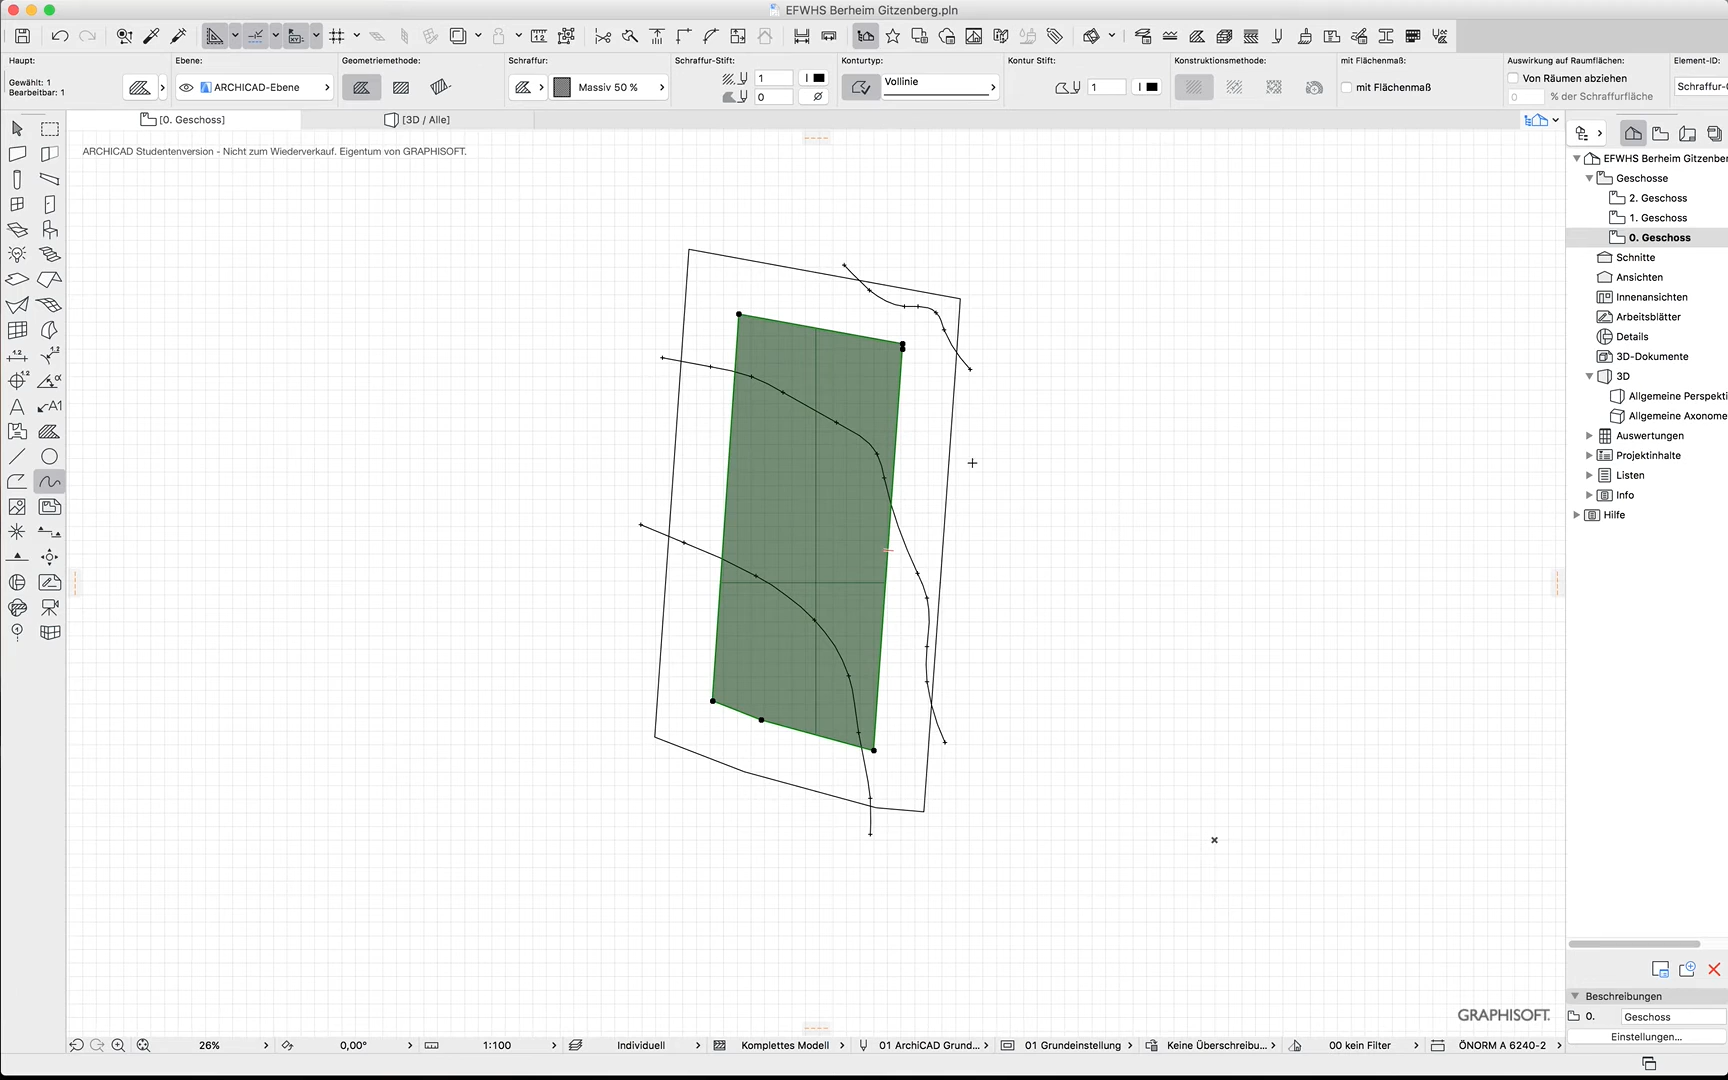 EFWHS Berheim Gitzenberg.pln
Haupt:
Gewählt: 1
Bearbeitbar: 1
Ebene:
ARCHICAD-Ebene
Geometriemethode:
Schraffur:
Massiv 50 %
Schraffur-Stift:
1
0
Konturtyp:
Vollinie
Kontur Stift:
1
Konstruktionsmethode:
mit Flächenmaß:
mit Flächenmaß
Auswirkung auf Raumflächen:
Von Räumen abziehen
0
% der Schraffurfläche
Element-ID:
Schraffur-
[0. Geschoss]
[3D / Alle]
ARCHICAD Studentenversion - Nicht zum Wiederverkauf. Eigentum von GRAPHISOFT.
EFWHS Berheim Gitzenber
Geschosse
2. Geschoss
1. Geschoss
0. Geschoss
Schnitte
Ansichten
Innenansichten
Arbeitsblätter
Details
3D-Dokumente
3D
Allgemeine Perspekti
Allgemeine Axonome
Auswertungen
Projektinhalte
Listen
Info
Hilfe
Beschreibungen
0.
Geschoss
Einstellungen...
GRAPHISOFT.
26%
0,00°
1:100
Individuell
Komplettes Modell
01 ArchiCAD Grund...
01 Grundeinstellung
Keine Überschreibu...
00 kein Filter
ÖNORM A 6240-2